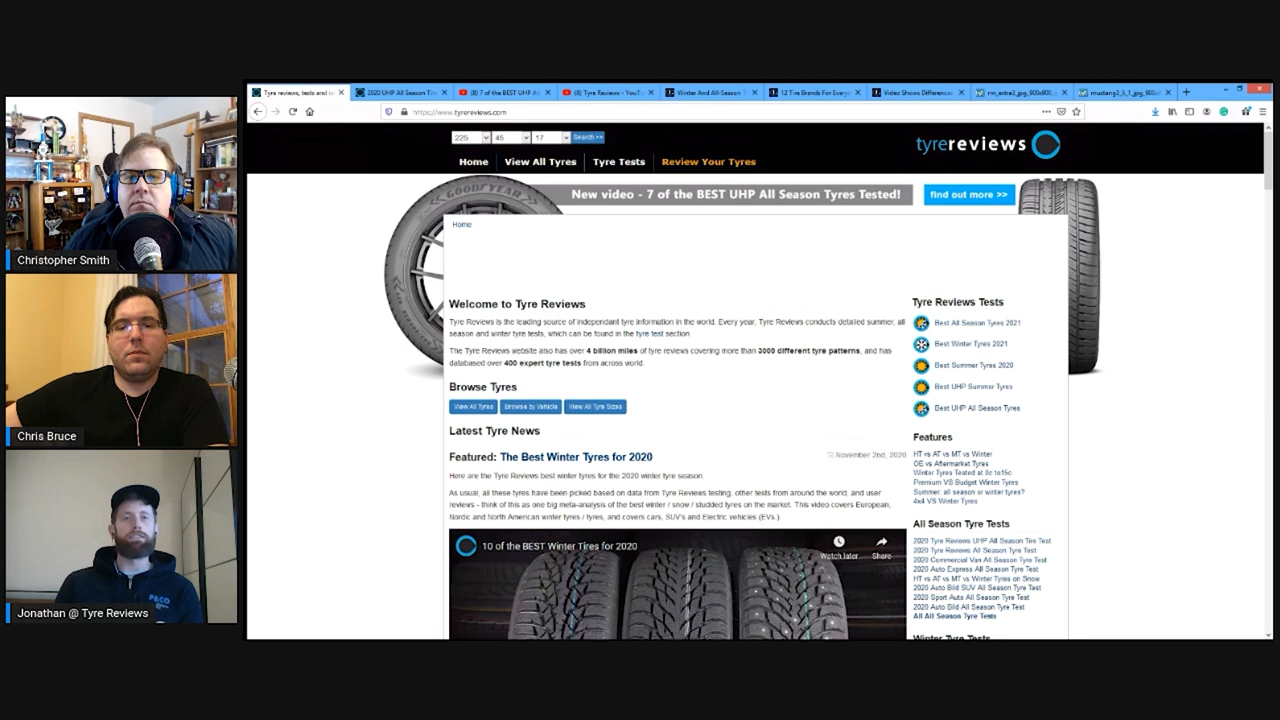 Christopher Smith
Chris Bruce
Jonathan @ Tyre Reviews
Tyre reviews, tests and
2020 UHP All Season
(8) 7 of the BEST UHP
(8) Tyre Reviews - YouT
Winter And All-Season T
12 Tire Brands For Every
Video Shows Differences
https://www.tyrereviews.com
225 45 17 Search >>
tyrereviews
Home View All Tyres Tyre Tests Review Your Tyres
GOODYEAR
New video - 7 of the BEST UHP All Season Tyres Tested! find out more >>
Home
Welcome to Tyre Reviews
Tyre Reviews is the leading source of independant tyre information in the world. Every year, Tyre Reviews conducts detailed summer, all
season and winter tyre tests, which can be found in the tyre test section
The Tyre Reviews website also has over 4 billion miles of tyre reviews covering more than 3000 different tyre patterns, and has
databased over 400 expert tyre tests from across world.
Browse Tyres
View All Tyres Browse by Vehicle View All Tyre Sizes
Latest Tyre News
Featured: The Best Winter Tyres for 2020
November 2nd, 2020
Here are the Tyre Reviews best winter tyres for the 2020 winter tyre season.
As usual, all these tyres have been picked based on data from Tyre Reviews testing, other tests from around the world, and user
reviews - think of this as one big meta-analysis of the best winter / snow / studded tyres on the market. This video covers European,
Nordic and North American winter tyres / tyres, and covers cars, SUV's and Electric vehicles (EVs.)
10 of the BEST Winter Tires for 2020
Watch later Share
Tyre Reviews Tests
Best All Season Tyres 2021
Best Winter Tyres 2021
Best Summer Tyres 2020
Best UHP Summer Tyres
Best UHP All Season Tyres
Features
HT vs AT vs MT vs Winter
OE vs Aftermarket Tyres
Winter Tyres Tested at 0c to15c
Premium VS Budget Winter Tyres
Summer, all season or winter tyres?
4x4 VS Winter Tyres
All Season Tyre Tests
2020 Tyre Reviews UHP All Season Tire Test
2020 Tyre Reviews All Season Tyre Test
2020 Commercial Van All Season Tyre Test
2020 Auto Express All Season Tyre Test
HT vs AT vs MT vs Winter Tyres on Snow
2020 Auto Bild SUV All Season Tyre Test
2020 Sport Auto All Season Tyre Test
2020 Auto Bild All Season Tyre Test
All All Season Tyre Tests
Winter Tyre Tests